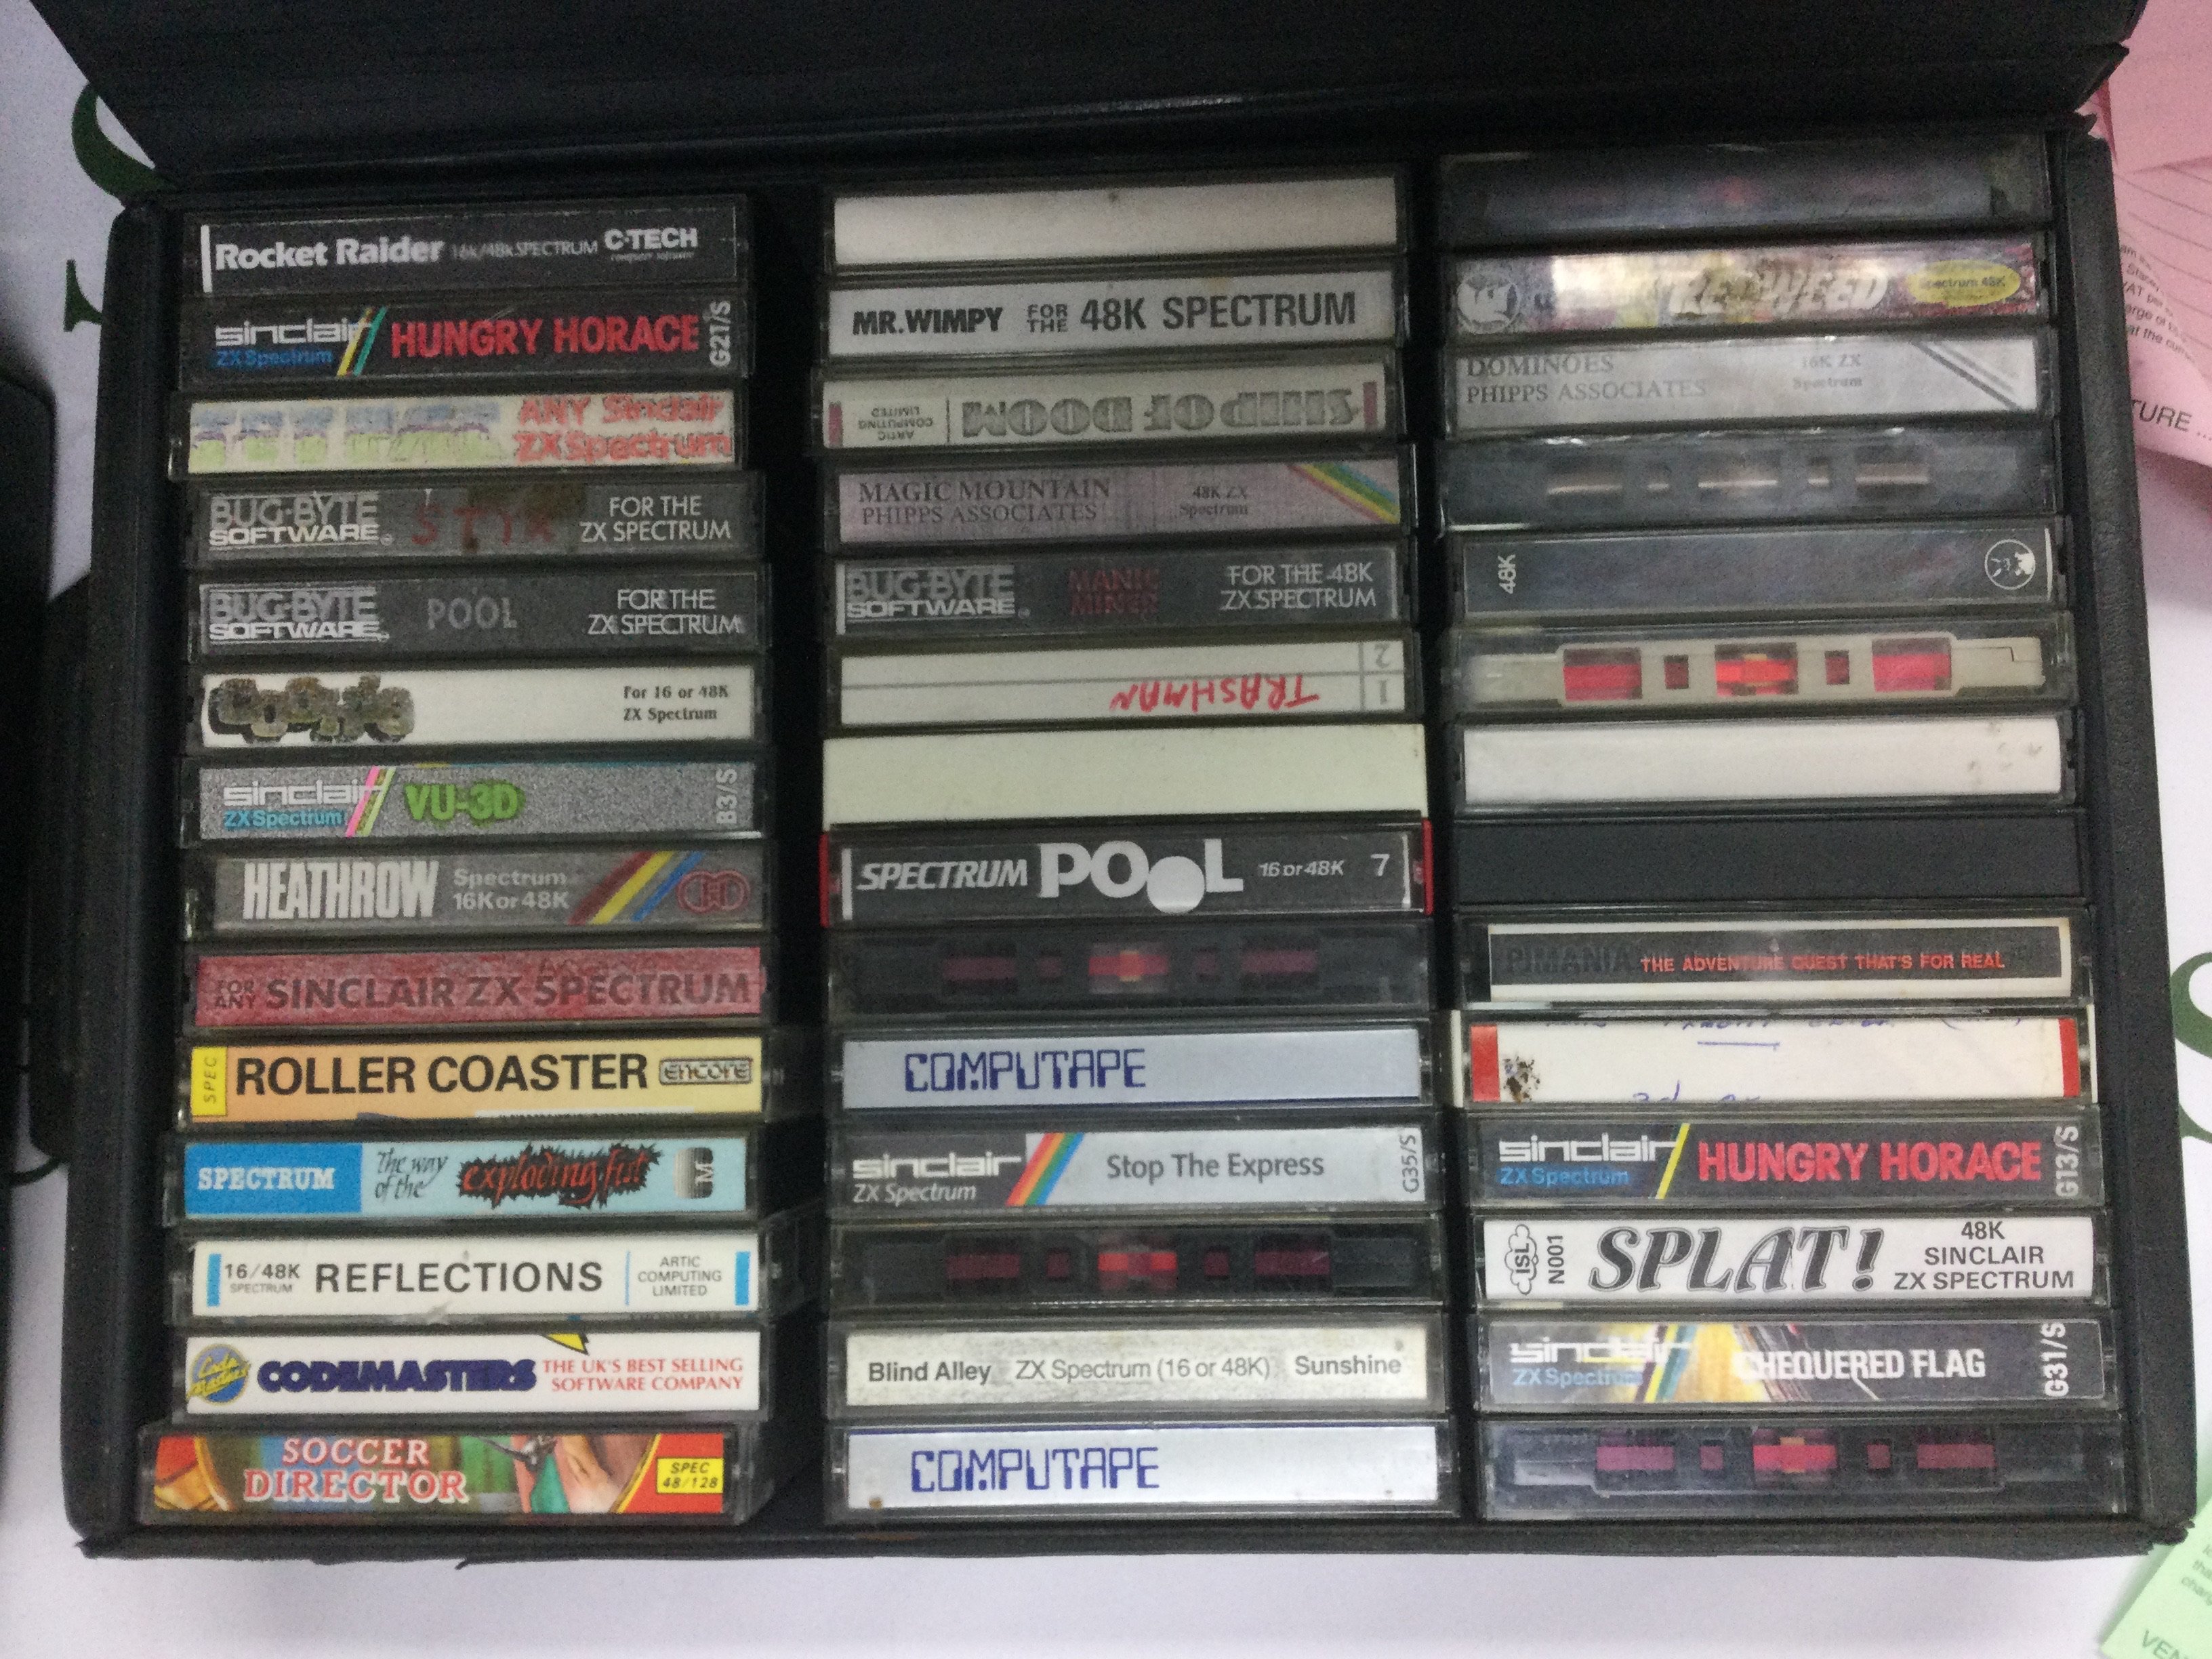 Rocket Raider 16k/48k SPECTRUM C-TECH
computer software
sinclair HUNGRY HORACE G21/S
ZX Spectrum
ANY Sinclair
ZX Spectrum
BUG-BYTE STYX FOR THE
SOFTWARE ZX SPECTRUM
BUG-BYTE POOL FOR THE
SOFTWARE ZX SPECTRUM
For 16 or 48K
ZX Spectrum
sinclair VU-3D B3/S
ZX Spectrum
HEATHROW Spectrum
16K or 48K
FOR ANY SINCLAIR ZX SPECTRUM
SPEC ROLLER COASTER encore
SPECTRUM The way of the exploding fist M
16/48K SPECTRUM REFLECTIONS ARTIC
COMPUTING
LIMITED
Code Masters CODEMASTERS THE UK'S BEST SELLING
SOFTWARE COMPANY
SOCCER
DIRECTOR SPEC
48/128
MR. WIMPY FOR THE 48K SPECTRUM
SHIP OF DOOM ARTIC
COMPUTING
LIMITED
MAGIC MOUNTAIN 48K ZX
PHIPPS ASSOCIATES Spectrum
BUG-BYTE MANIC FOR THE 48K
SOFTWARE MINER ZX SPECTRUM
1 TRASHMAN
2
SPECTRUM POOL 16 or 48K 7
COMPUTAPE
sinclair Stop The Express G35/S
ZX Spectrum
Blind Alley ZX Spectrum (16 or 48K) Sunshine
COMPUTAPE
REDWEED Spectrum 48K
DOMINOES 16K ZX
PHIPPS ASSOCIATES Spectrum
48K
PIMANIA THE ADVENTURE QUEST THAT'S FOR REAL
sinclair HUNGRY HORACE G13/S
ZX Spectrum
ISL N001 SPLAT! 48K
SINCLAIR
ZX SPECTRUM
sinclair CHEQUERED FLAG G31/S
ZX Spectrum
TURE ...